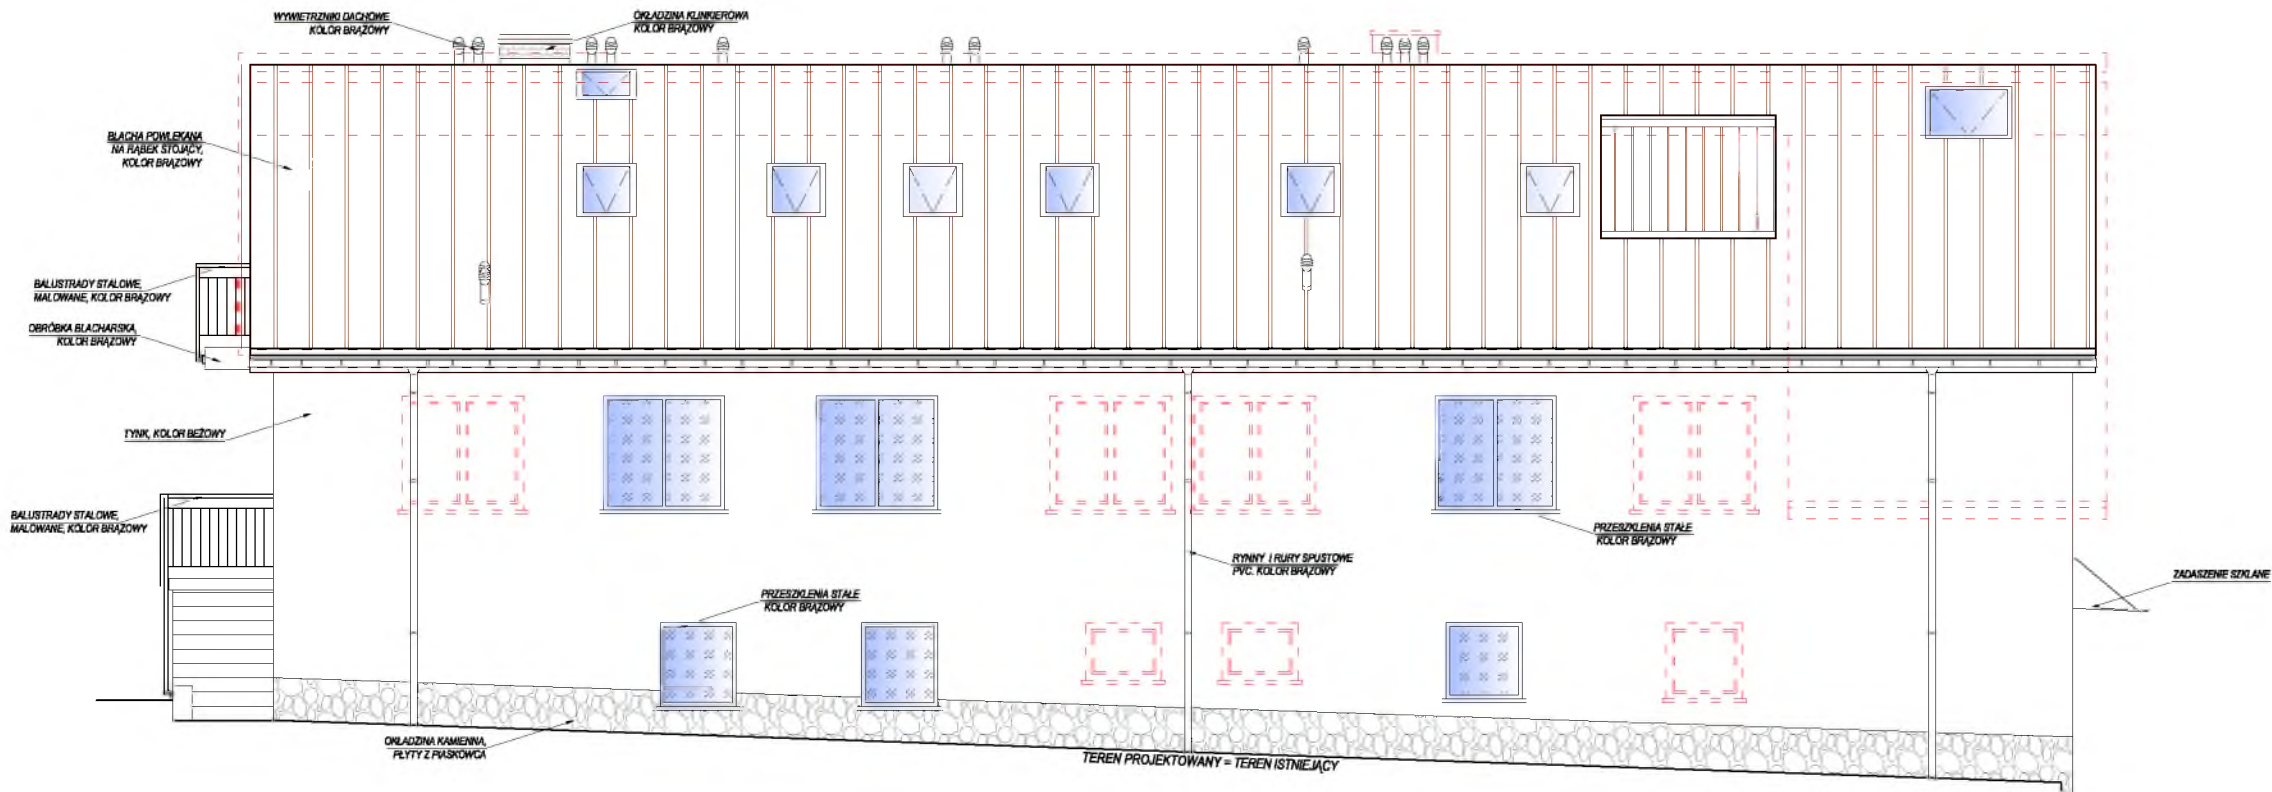 WYWIETRZNIKI DACHOWE
KOLOR BRĄZOWY
OKŁADZINA KLINKIEROWA
KOLOR BRĄZOWY
BLACHA POWLEKANA
NA RĄBEK STOJĄCY,
KOLOR BRĄZOWY
BALUSTRADY STALOWE,
MALOWANE, KOLOR BRĄZOWY
OBRÓBKA BLACHARSKA,
KOLOR BRĄZOWY
TYNK, KOLOR BEŻOWY
BALUSTRADY STALOWE,
MALOWANE, KOLOR BRĄZOWY
PRZESZKLENIA STAŁE
KOLOR BRĄZOWY
RYNNY I RURY SPUSTOWE
PVC. KOLOR BRĄZOWY
ZADASZENIE SZKLANE
PRZESZKLENIA STAŁE
KOLOR BRĄZOWY
OKŁADZINA KAMIENNA,
PŁYTY Z PIASKOWCA
TEREN PROJEKTOWANY = TEREN ISTNIEJĄCY